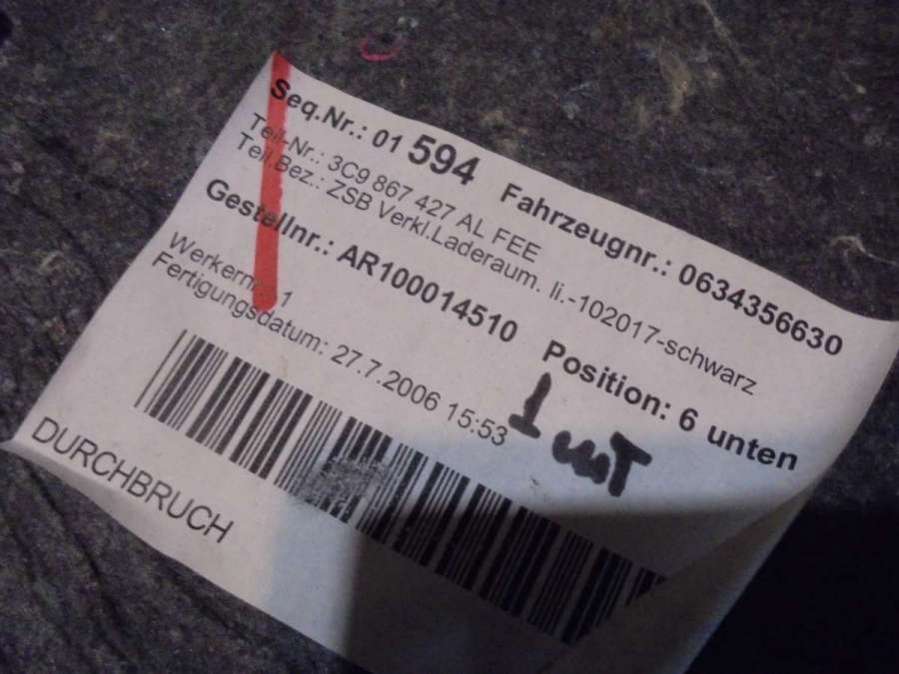 Seq.Nr.: 01 594 Fahrzeugnr.: 0634356630
Teil-Nr.: 3C9 867 427 AL FEE
Teil.Bez.: ZSB Verkl.Laderaum. li.-102017-schwarz
Gestellnr.: AR100014510 Position: 6 unten
Werkernr. 1
Fertigungsdatum: 27.7.2006 15:53
1 unt
DURCHBRUCH